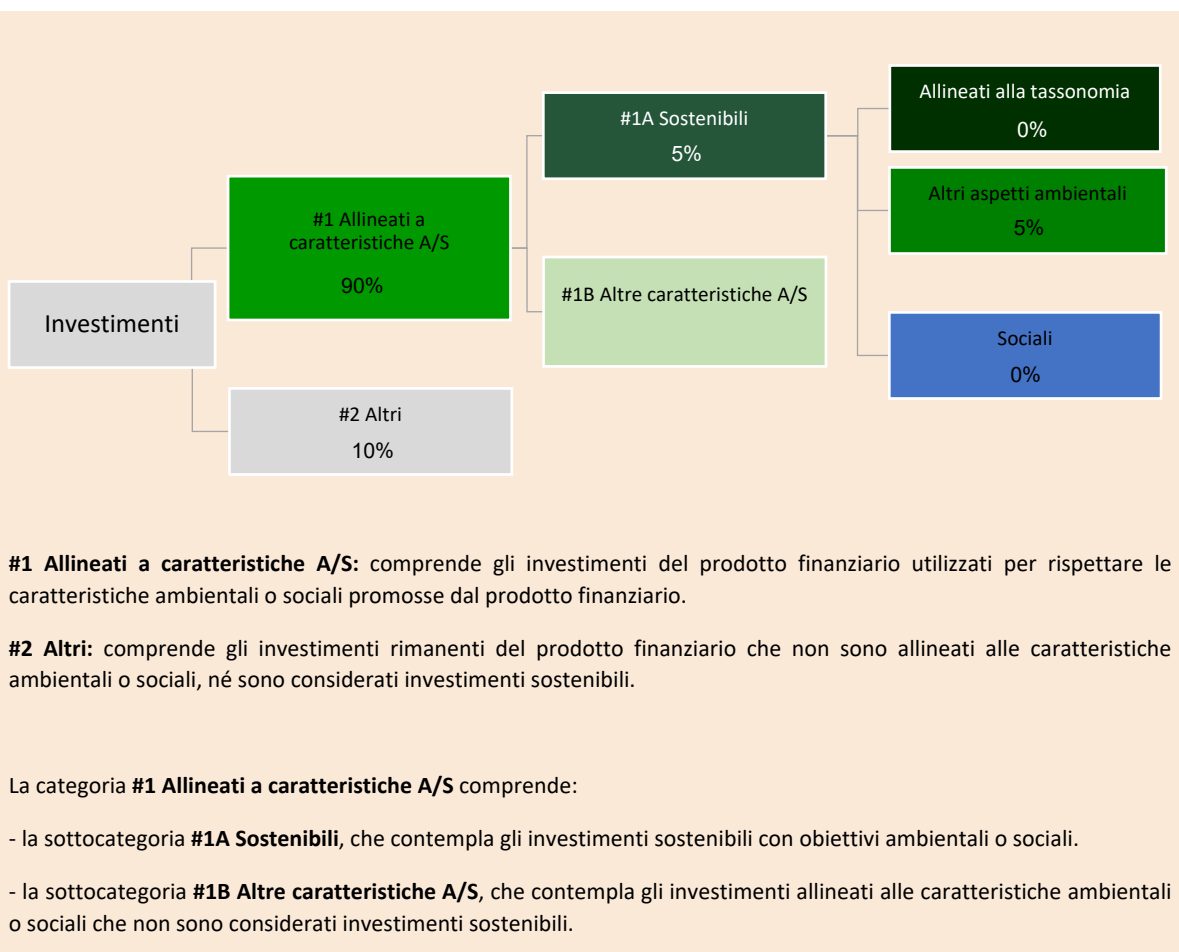 Allineati alla tassonomia
0%
#1A Sostenibili
5%
Altri aspetti ambientali
5%
#1 Allineati a
caratteristiche A/S
90%
#1B Altre caratteristiche A/S
Investimenti
Sociali
0%
#2 Altri
10%
#1 Allineati a caratteristiche A/S: comprende gli investimenti del prodotto finanziario utilizzati per rispettare le
caratteristiche ambientali o sociali promosse dal prodotto finanziario.
#2 Altri: comprende gli investimenti rimanenti del prodotto finanziario che non sono allineati alle caratteristiche
ambientali o sociali, né sono considerati investimenti sostenibili.
La categoria #1 Allineati a caratteristiche A/S comprende:
- la sottocategoria #1A Sostenibili, che contempla gli investimenti sostenibili con obiettivi ambientali o sociali.
- la sottocategoria #1B Altre caratteristiche A/S, che contempla gli investimenti allineati alle caratteristiche ambientali
o sociali che non sono considerati investimenti sostenibili.